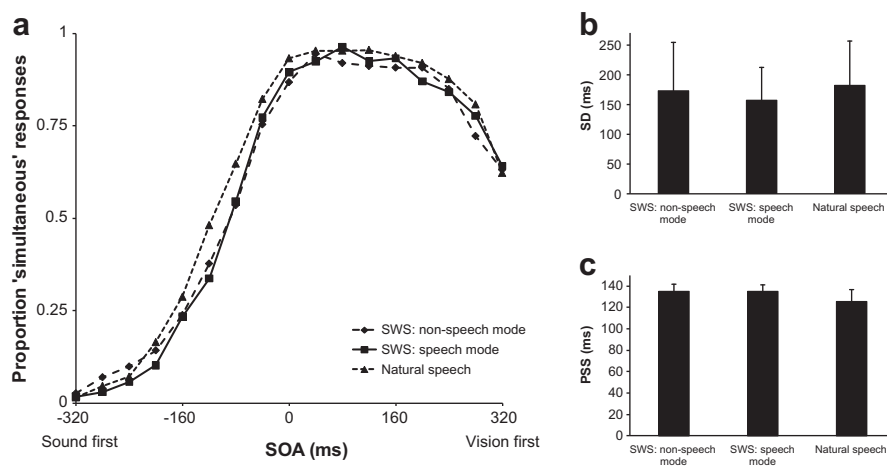 a
Proportion 'simultaneous' responses
1
0.75
0.5
0.25
0
-320
-160
0
160
320
Sound first
SOA (ms)
Vision first
SWS: non-speech mode
SWS: speech mode
Natural speech
b
SD (ms)
250
200
150
100
50
0
SWS: non-speech
mode
SWS: speech
mode
Natural speech
c
PSS (ms)
140
120
100
80
60
40
20
0
SWS: non-speech
mode
SWS: speech
mode
Natural speech